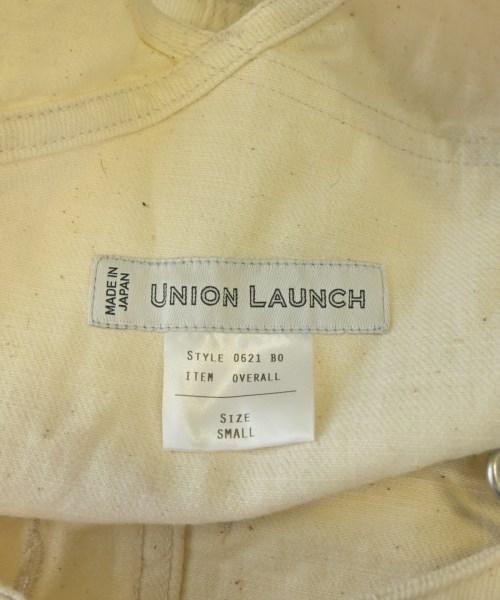 MADE IN
JAPAN
UNION LAUNCH
STYLE 0621 BO
ITEM OVERALL
SIZE
SMALL